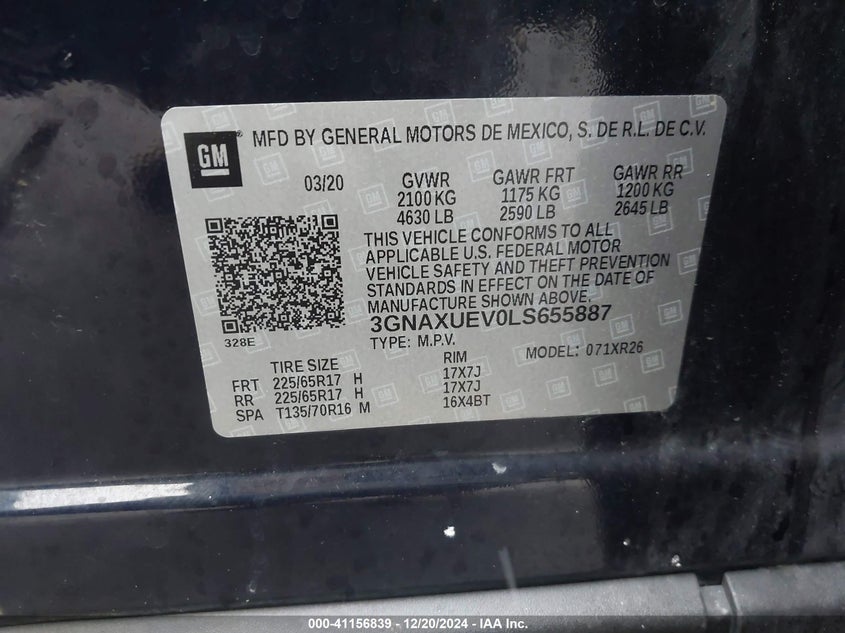 GM
MFD BY GENERAL MOTORS DE MEXICO, S. DE R.L. DE C.V.
03/20
GVWR GAWR FRT GAWR RR
2100 KG 1175 KG 1200 KG
4630 LB 2590 LB 2645 LB
THIS VEHICLE CONFORMS TO ALL
APPLICABLE U.S. FEDERAL MOTOR
VEHICLE SAFETY AND THEFT PREVENTION
STANDARDS IN EFFECT ON THE DATE OF
MANUFACTURE SHOWN ABOVE.
3GNAXUEV0LS655887
328E
TYPE: M.P.V. MODEL: 071XR26
TIRE SIZE RIM
FRT 225/65R17 H 17X7J
RR 225/65R17 H 17X7J
SPA T135/70R16 M 16X4BT
000-41156839 - 12/20/2024 - IAA Inc.